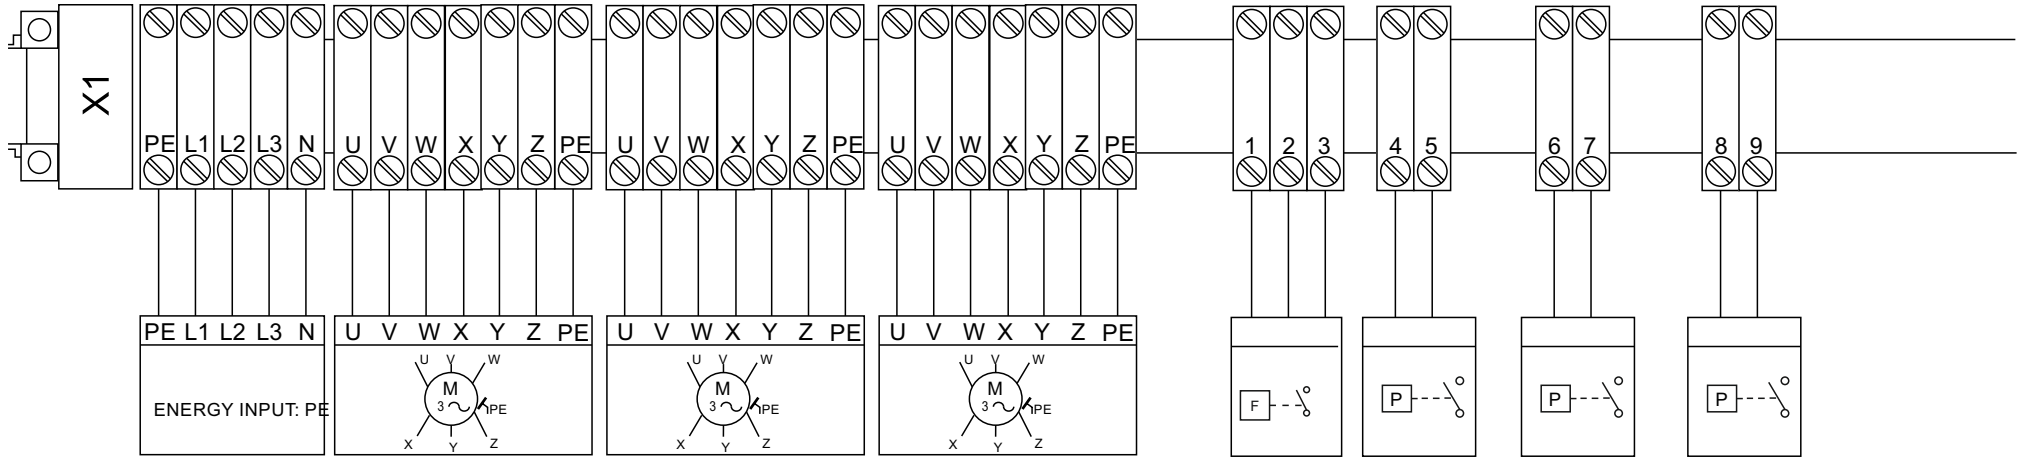 X1
PE L1 L2 L3 N U V W X Y Z PE U V W X Y Z PE U V W X Y Z PE 1 2 3 4 5 6 7 8 9
PE L1 L2 L3 N U V W X Y Z PE U V W X Y Z PE U V W X Y Z PE
ENERGY INPUT: PE
U V W
M
3
PE
X Y Z
U V W
M
3
PE
X Y Z
U V W
M
3
PE
X Y Z
F
P
P
P